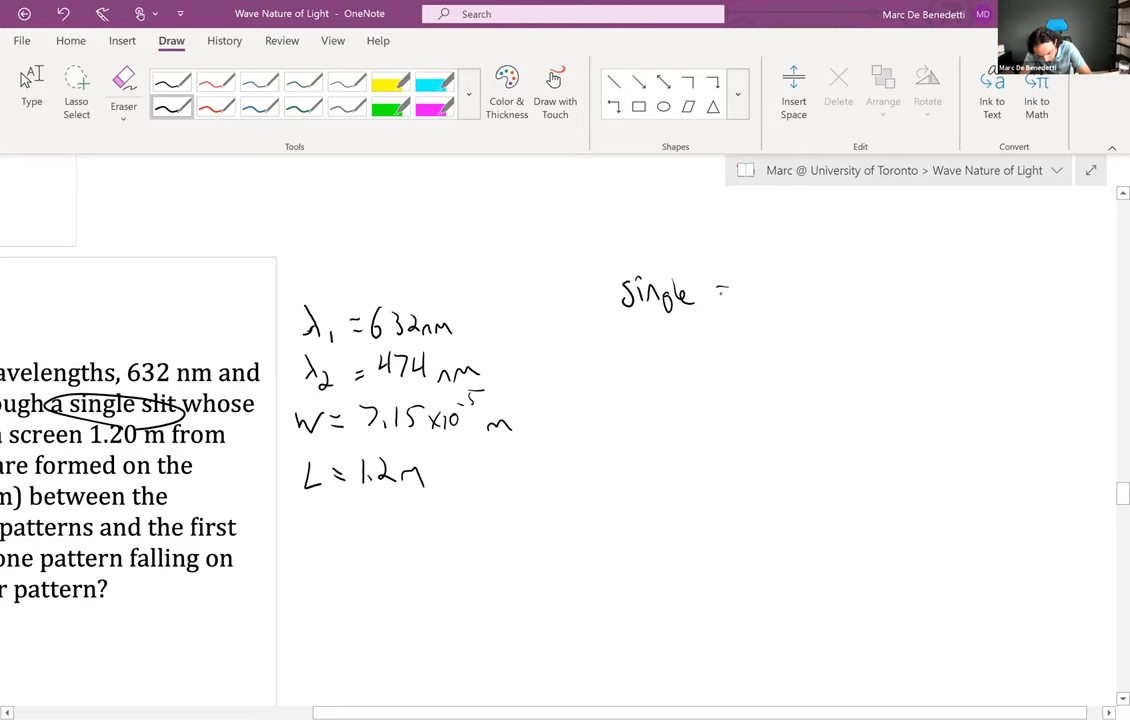 Wave Nature of Light - OneNote
Search
Marc De Benedetti
MD
Marc De Benedetti
File
Home
Insert
Draw
History
Review
View
Help
Type
Lasso Select
Eraser
Color & Thickness
Draw with Touch
Insert Space
Delete
Arrange
Rotate
Ink to Text
Ink to Math
Tools
Shapes
Edit
Convert
Marc @ University of Toronto > Wave Nature of Light
avelengths, 632 nm and
ough a single slit whose
n screen 1.20 m from
are formed on the
m) between the
patterns and the first
one pattern falling on
r pattern?
λ₁ = 632nm
λ₂ = 474 nm
W = 7.15×10⁻⁵ m
L = 1.2m
single =